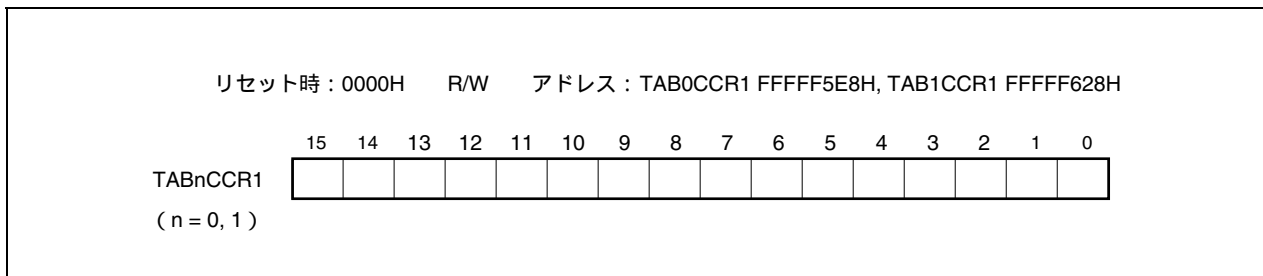 リセット時：0000H R/W アドレス：TAB0CCR1 FFFFF5E8H, TAB1CCR1 FFFFF628H
15 14 13 12 11 10 9 8 7 6 5 4 3 2 1 0
TABnCCR1
（n = 0, 1）